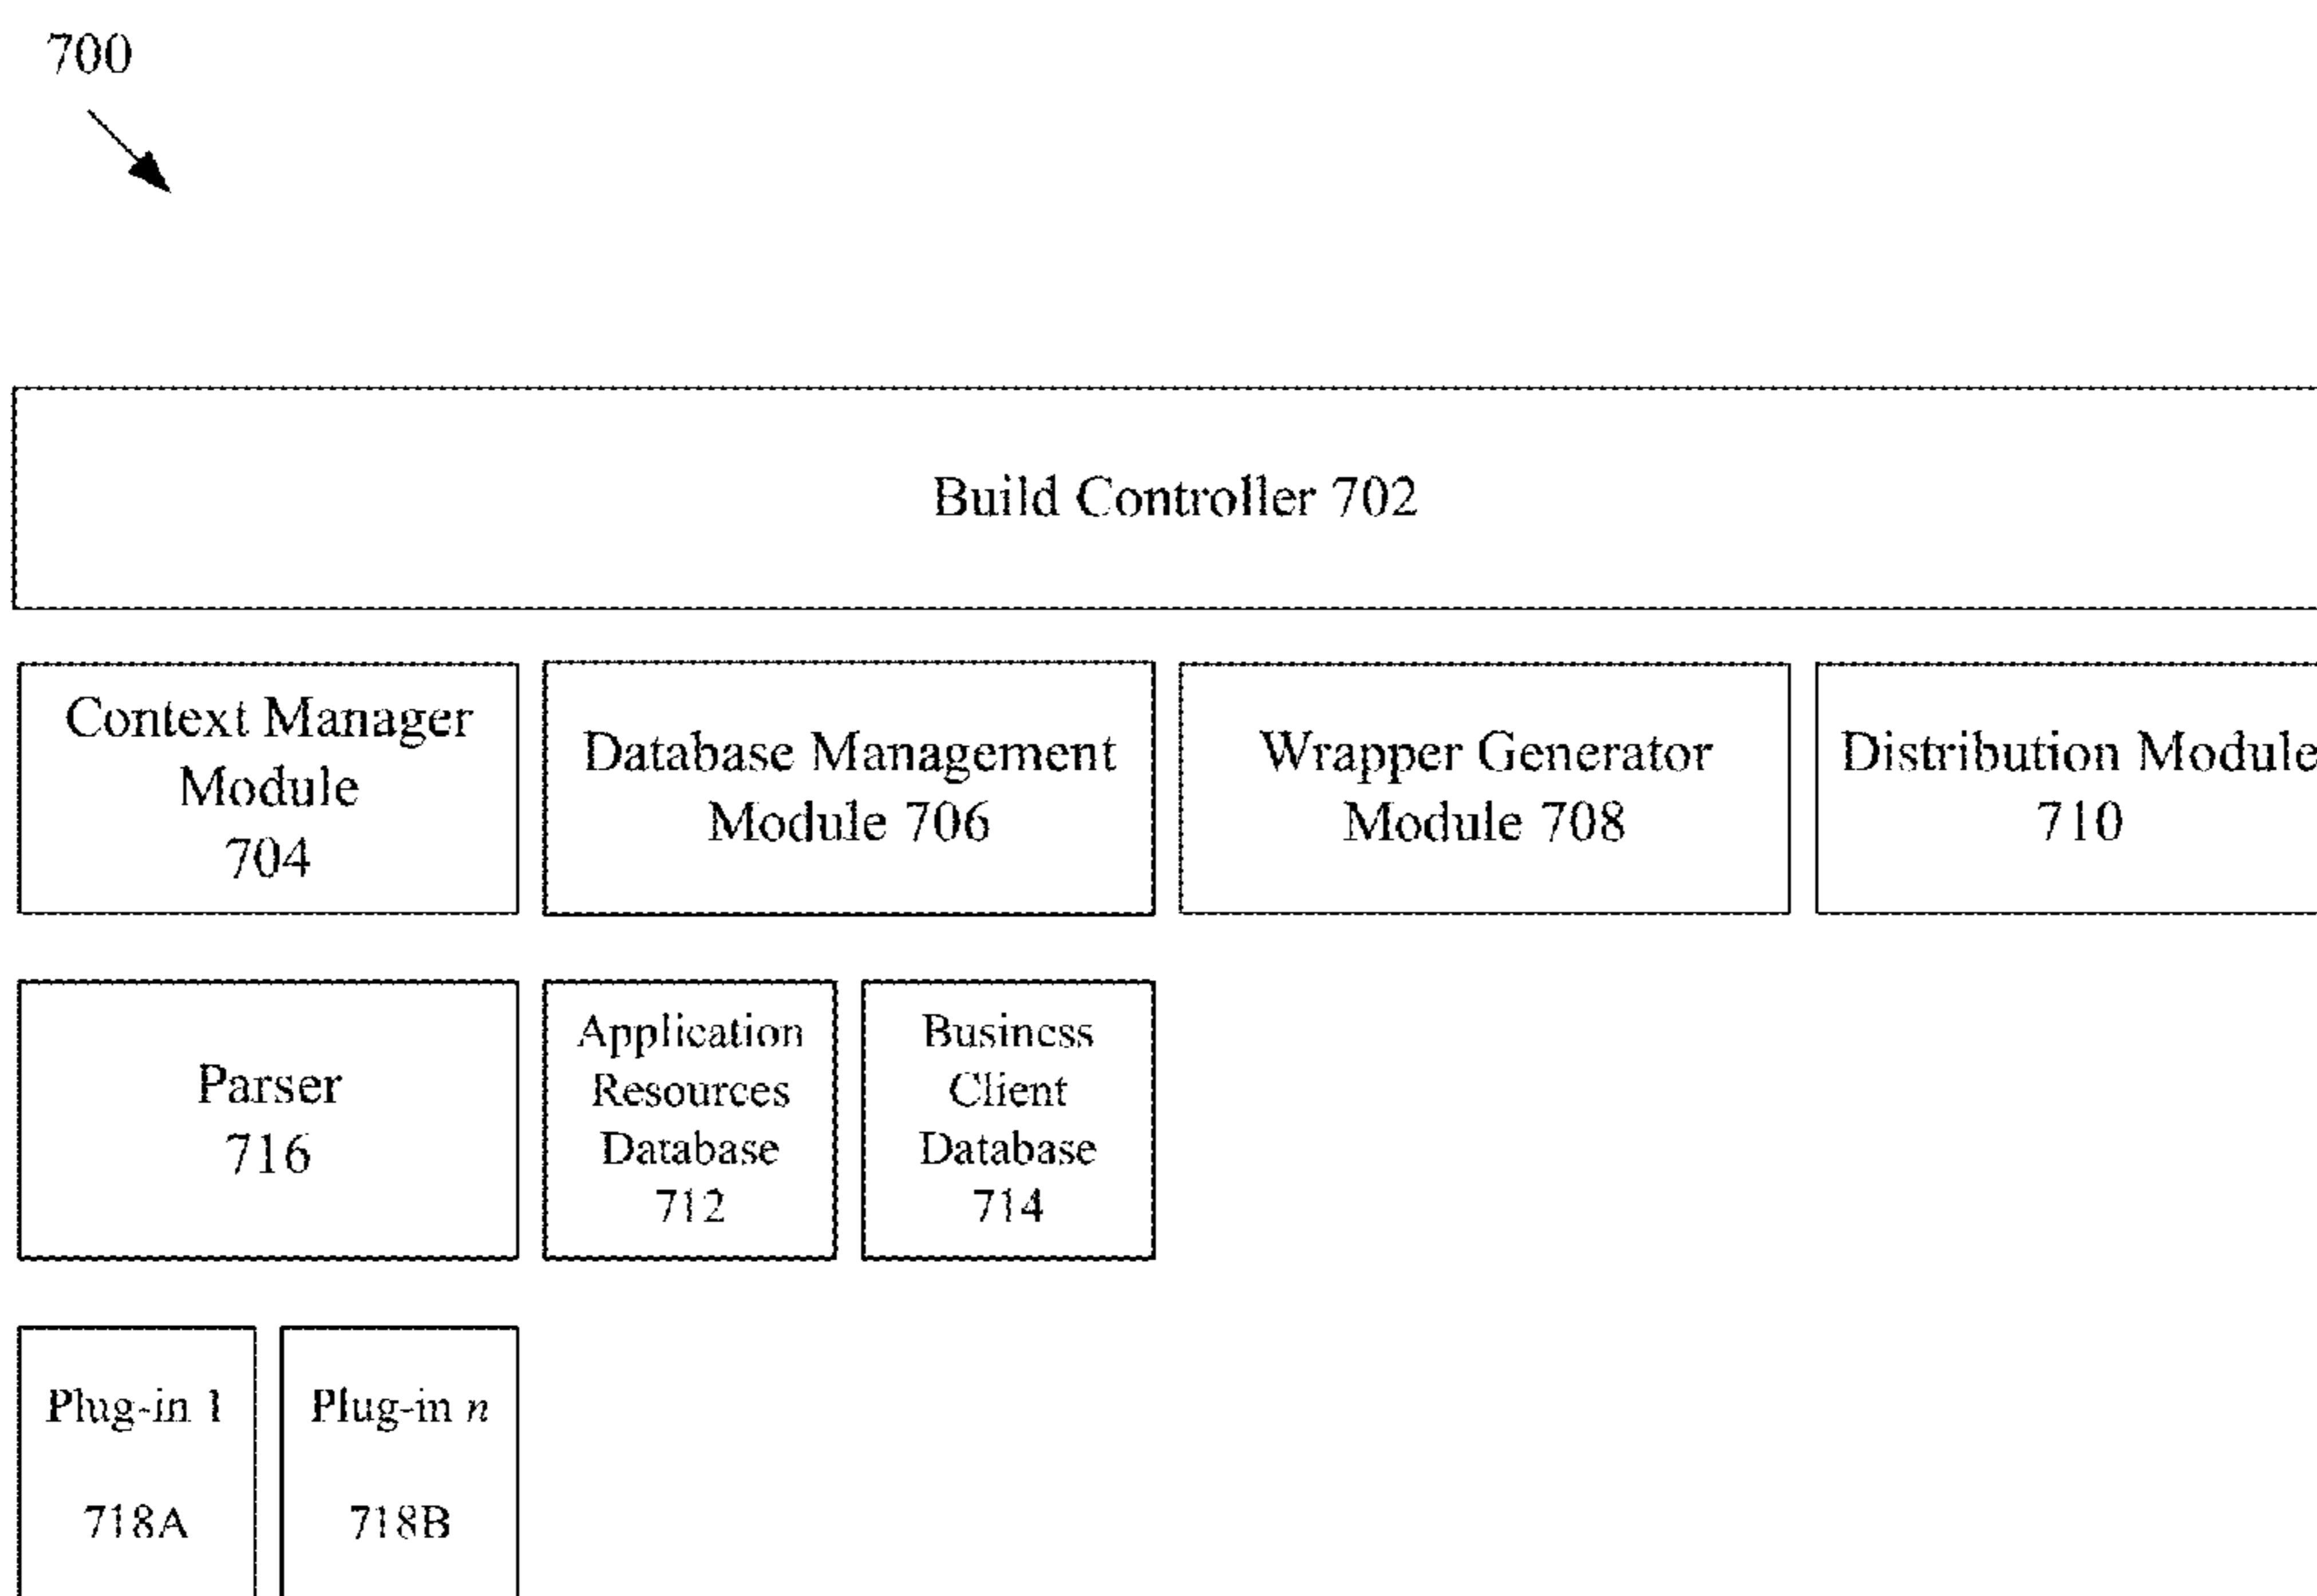 700
Build Controller 702
Context Manager
Module
704
Database Management
Module 706
Wrapper Generator
Module 708
Distribution Module
710
Parser
716
Application
Resources
Database
712
Business
Client
Database
714
Plug-in 1
718A
Plug-in n
718B